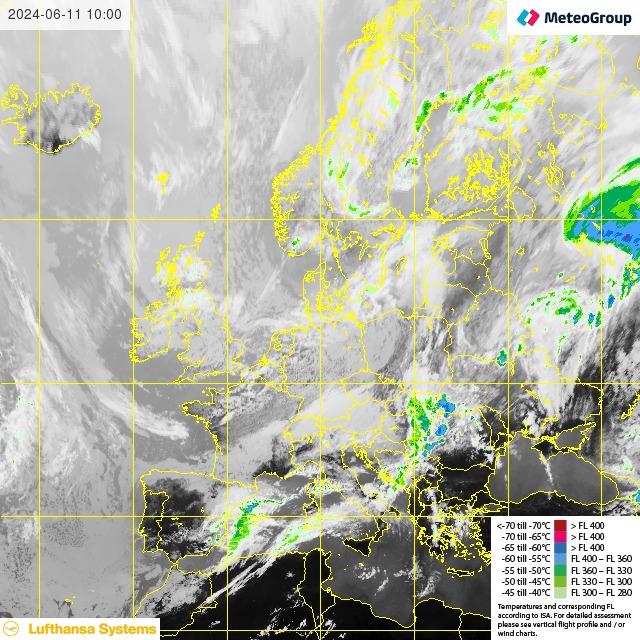 2024-06-11 10:00
MeteoGroup
<-70 till -70°C > FL 400
-70 till -65°C > FL 400
-65 till -60°C > FL 400
-60 till -55°C FL 400 – FL 360
-55 till -50°C FL 360 – FL 330
-50 till -45°C FL 330 – FL 300
-45 till -40°C FL 300 – FL 280
Temperatures and corresponding FL
according to ISA. For detailed assessment
please see vertical flight profile and / or
wind charts.
Lufthansa Systems